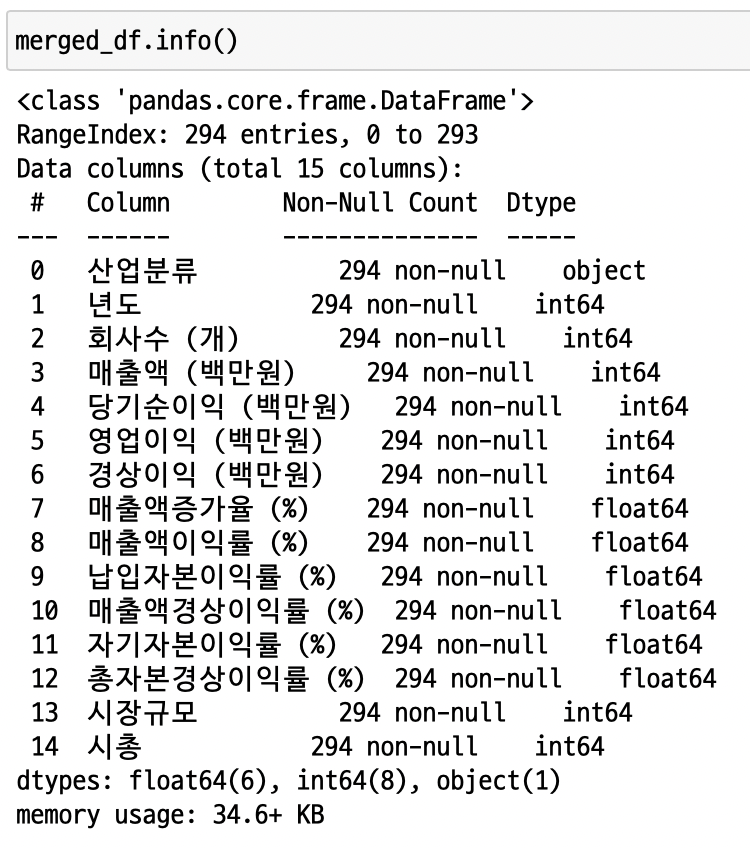 merged_df.info()
<class 'pandas.core.frame.DataFrame'>
RangeIndex: 294 entries, 0 to 293
Data columns (total 15 columns):
 #   Column        Non-Null Count  Dtype
---  ------        --------------  -----
 0   산업분류          294 non-null    object
 1   년도            294 non-null    int64
 2   회사수 (개)       294 non-null    int64
 3   매출액 (백만원)     294 non-null    int64
 4   당기순이익 (백만원)   294 non-null    int64
 5   영업이익 (백만원)    294 non-null    int64
 6   경상이익 (백만원)    294 non-null    int64
 7   매출액증가율 (%)    294 non-null    float64
 8   매출액이익률 (%)    294 non-null    float64
 9   납입자본이익률 (%)   294 non-null    float64
 10  매출액경상이익률 (%)  294 non-null    float64
 11  자기자본이익률 (%)   294 non-null    float64
 12  총자본경상이익률 (%)  294 non-null    float64
 13  시장규모          294 non-null    int64
 14  시총            294 non-null    int64
dtypes: float64(6), int64(8), object(1)
memory usage: 34.6+ KB